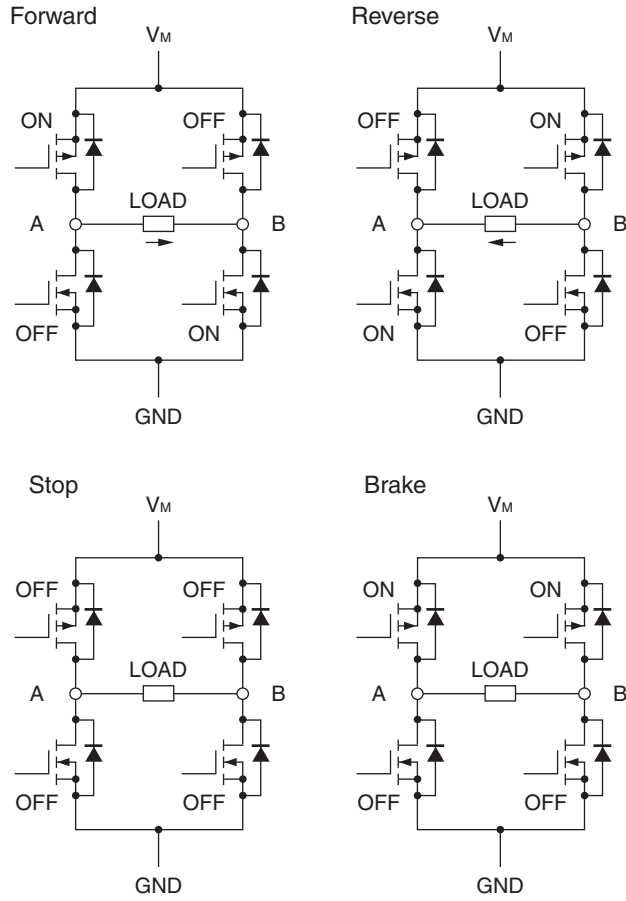 Forward
VM
ON
OFF
LOAD
A
B
OFF
ON
GND
Reverse
VM
OFF
ON
LOAD
A
B
ON
OFF
GND
Stop
VM
OFF
OFF
LOAD
A
B
OFF
OFF
GND
Brake
VM
ON
ON
LOAD
A
B
OFF
OFF
GND